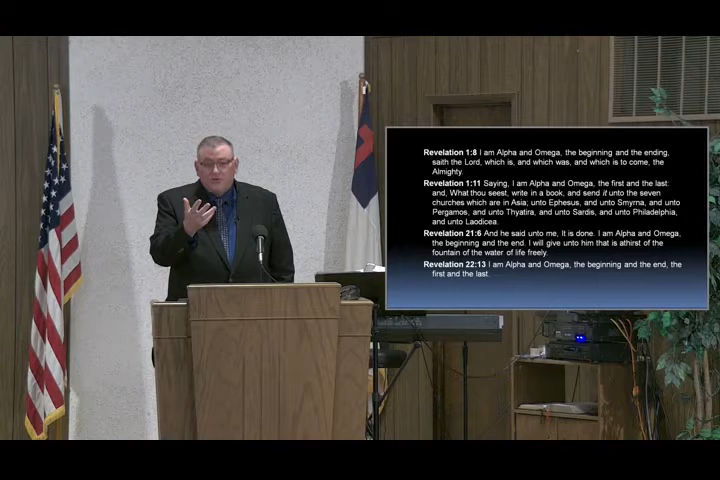 Revelation 1:8 I am Alpha and Omega, the beginning and the ending,
saith the Lord, which is, and which was, and which is to come, the
Almighty.
Revelation 1:11 Saying, I am Alpha and Omega, the first and the last:
and, What thou seest, write in a book, and send it unto the seven
churches which are in Asia; unto Ephesus, and unto Smyrna, and unto
Pergamos, and unto Thyatira, and unto Sardis, and unto Philadelphia,
and unto Laodicea.
Revelation 21:6 And he said unto me, It is done. I am Alpha and Omega,
the beginning and the end. I will give unto him that is athirst of the
fountain of the water of life freely.
Revelation 22:13 I am Alpha and Omega, the beginning and the end, the
first and the last.